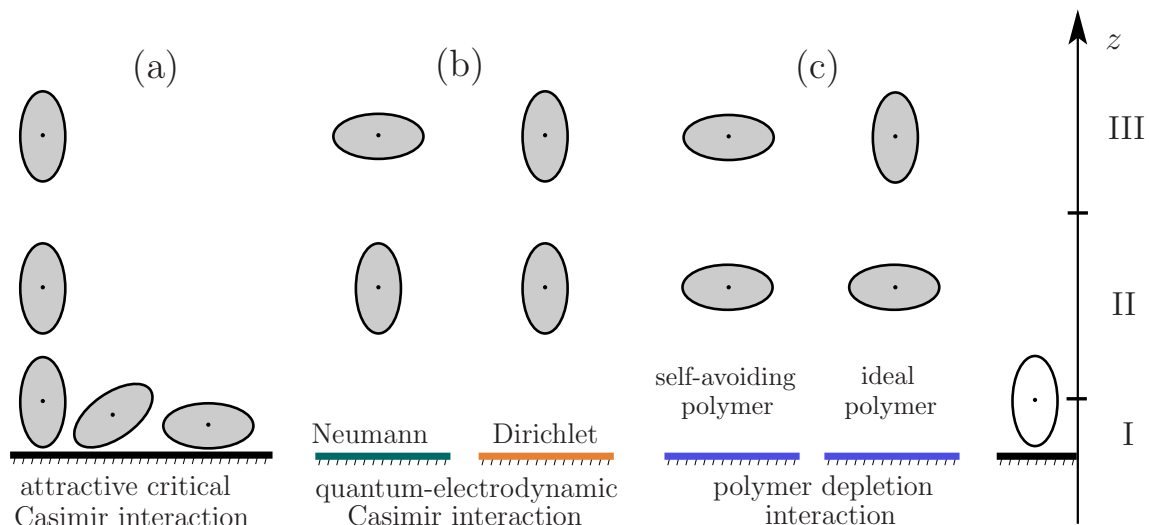 (a)
(b)
(c)
z
III
II
I
self-avoiding
polymer
ideal
polymer
Neumann
Dirichlet
attractive critical
Casimir interaction
quantum-electrodynamic
Casimir interaction
polymer depletion
interaction